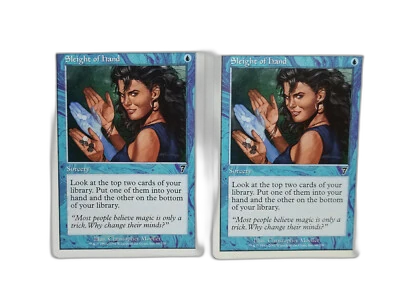 Sleight of Hand
Sorcery
7
Look at the top two cards of your
library. Put one of them into your
hand and the other on the bottom
of your library.
“Most people believe magic is only a
trick. Why change their minds?”
Sleight of Hand
Sorcery
7
Look at the top two cards of your
library. Put one of them into your
hand and the other on the bottom
of your library.
“Most people believe magic is only a
trick. Why change their minds?”